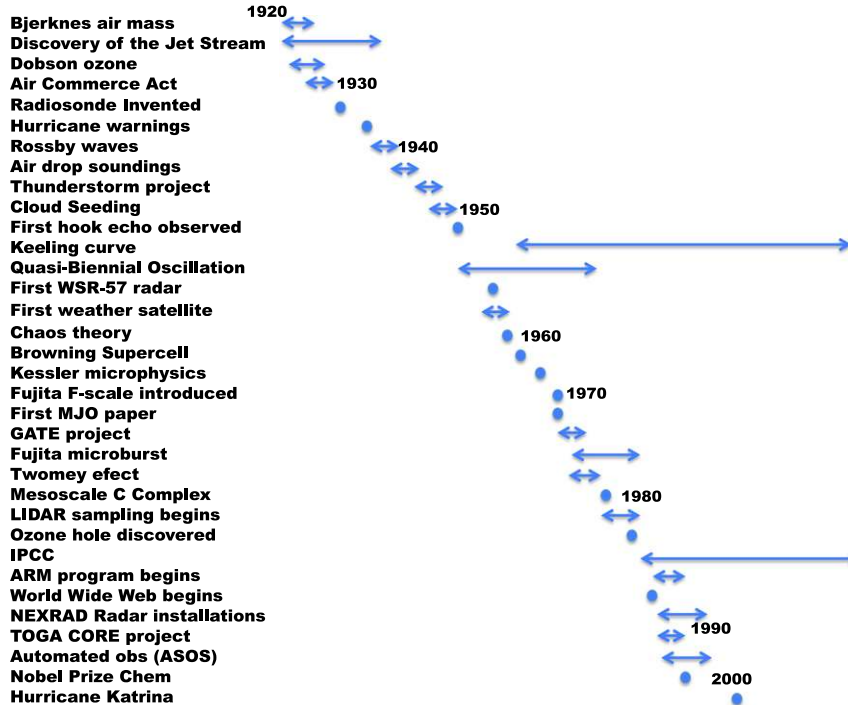 1920
Bjerknes air mass
Discovery of the Jet Stream
Dobson ozone
Air Commerce Act 1930
Radiosonde Invented
Hurricane warnings
Rossby waves 1940
Air drop soundings
Thunderstorm project
Cloud Seeding 1950
First hook echo observed
Keeling curve
Quasi-Biennial Oscillation
First WSR-57 radar
First weather satellite
Chaos theory 1960
Browning Supercell
Kessler microphysics
Fujita F-scale introduced 1970
First MJO paper
GATE project
Fujita microburst
Twomey efect
Mesoscale C Complex 1980
LIDAR sampling begins
Ozone hole discovered
IPCC
ARM program begins
World Wide Web begins
NEXRAD Radar installations
TOGA CORE project 1990
Automated obs (ASOS)
Nobel Prize Chem 2000
Hurricane Katrina